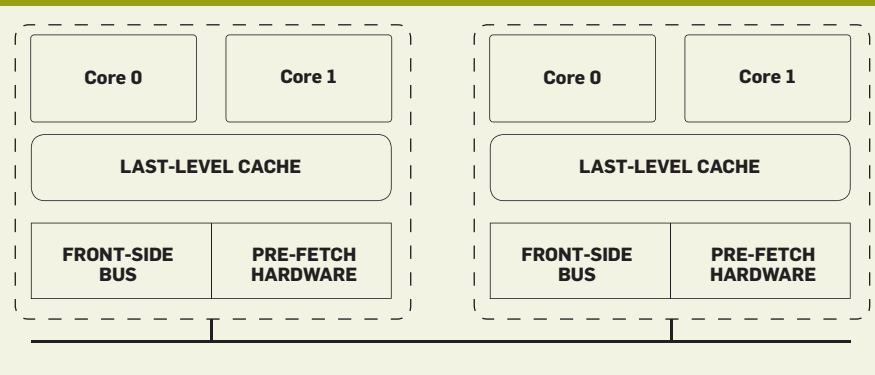 Core 0
Core 1
LAST-LEVEL CACHE
FRONT-SIDE
BUS
PRE-FETCH
HARDWARE
Core 0
Core 1
LAST-LEVEL CACHE
FRONT-SIDE
BUS
PRE-FETCH
HARDWARE